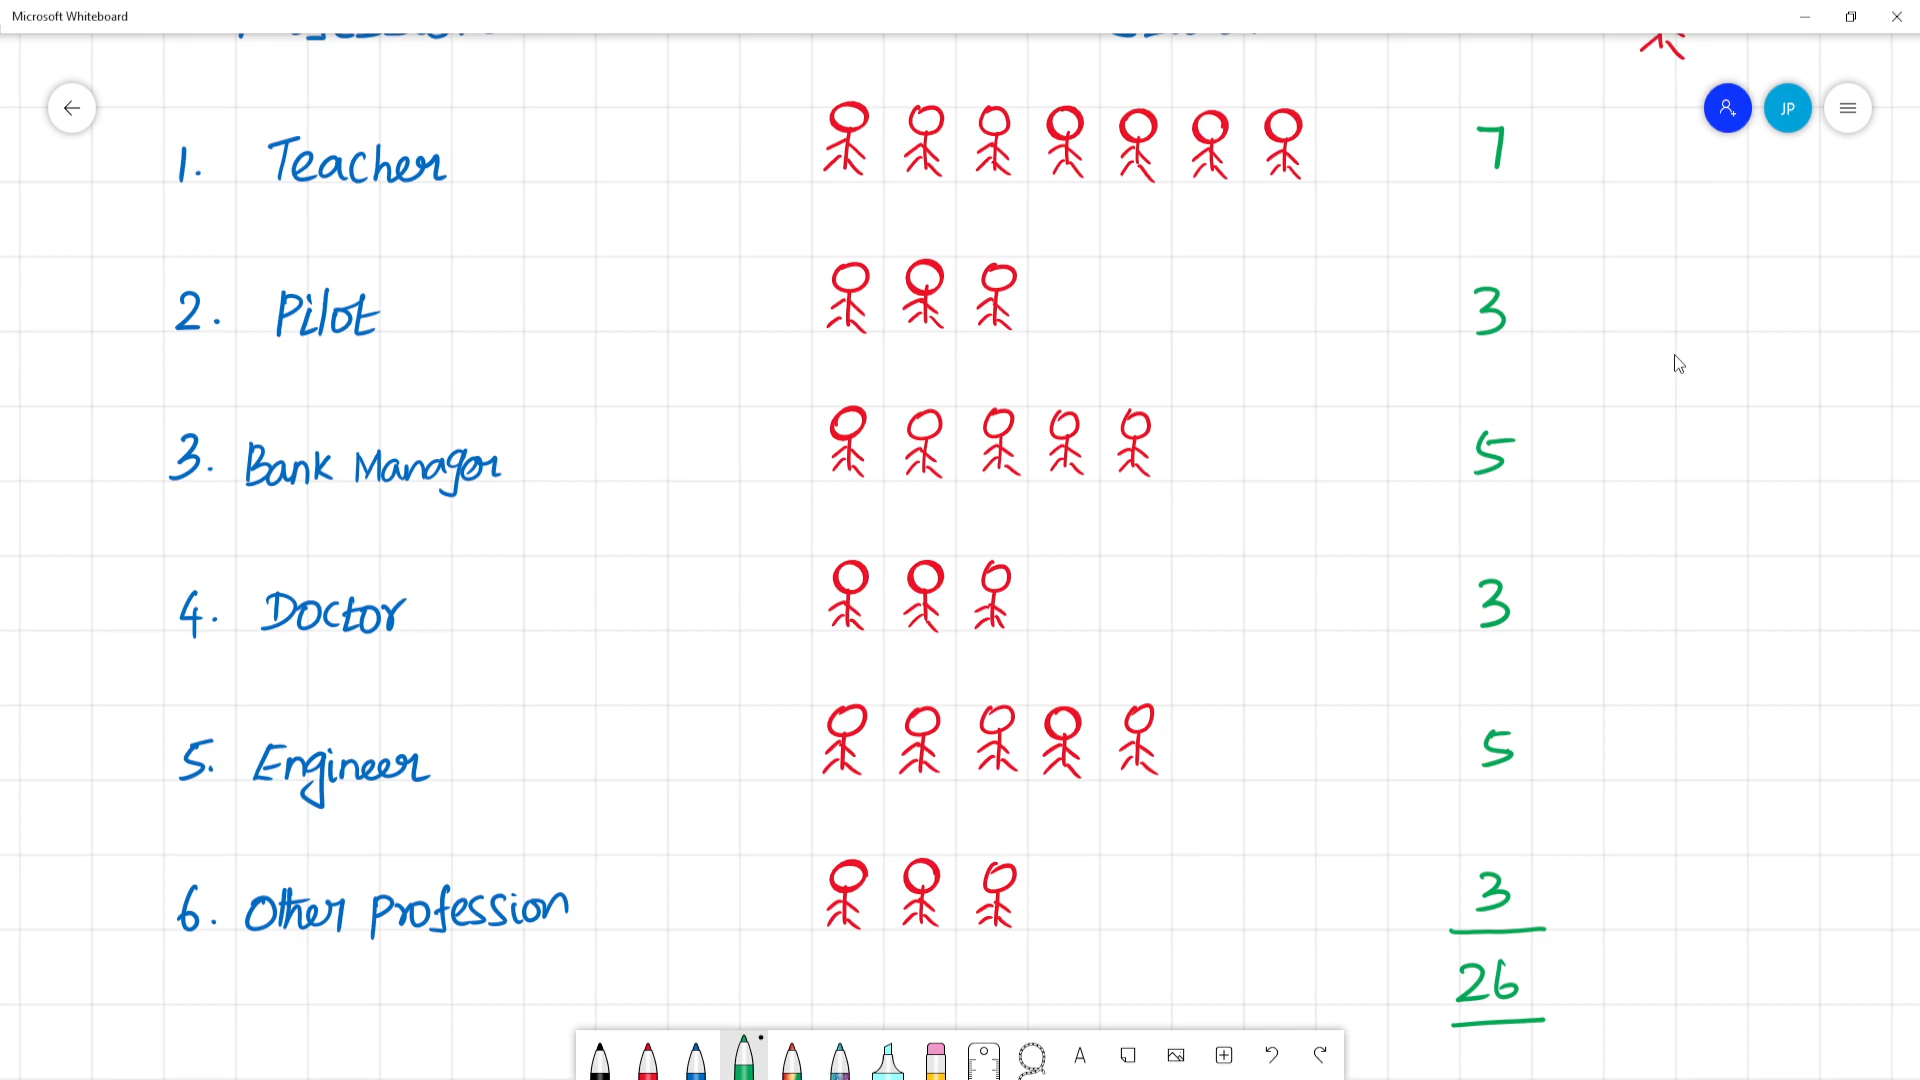 Microsoft Whiteboard
JP
1. Teacher 7
2. Pilot 3
3. Bank Manager 5
4. Doctor 3
5. Engineer 5
6. Other Profession 3
26
A